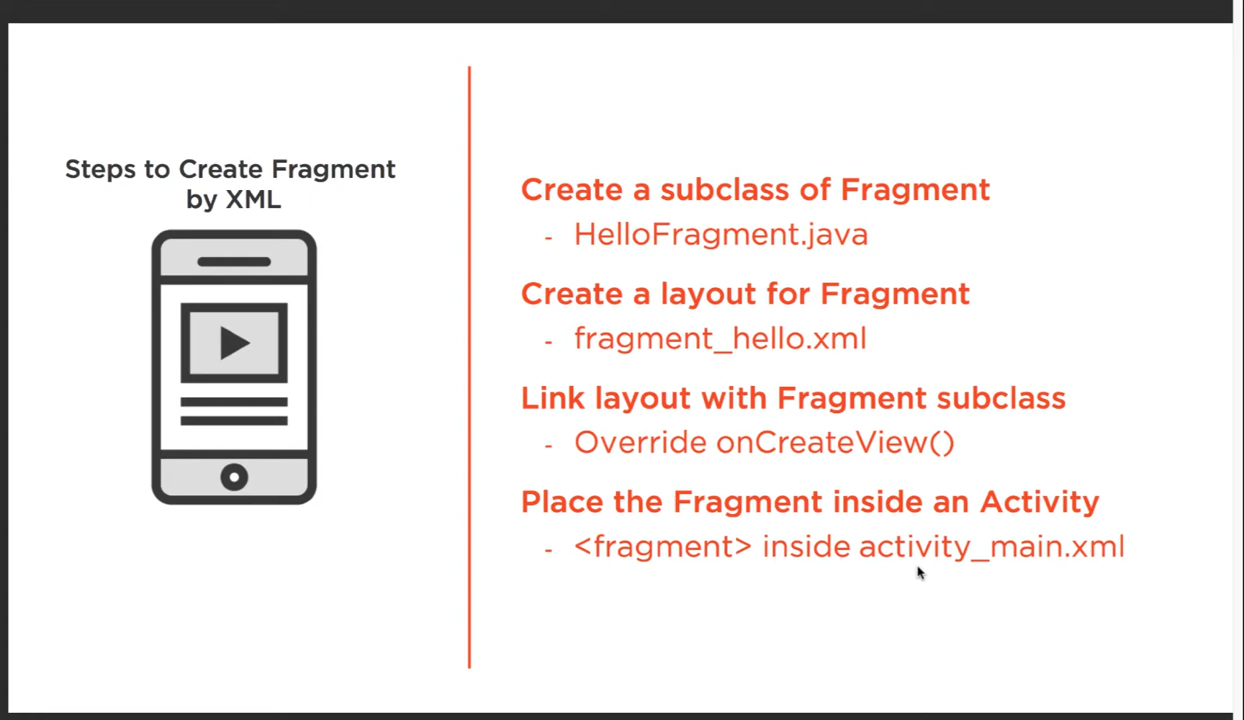 Steps to Create Fragment
by XML
Create a subclass of Fragment
- HelloFragment.java
Create a layout for Fragment
- fragment_hello.xml
Link layout with Fragment subclass
- Override onCreateView()
Place the Fragment inside an Activity
- <fragment> inside activity_main.xml